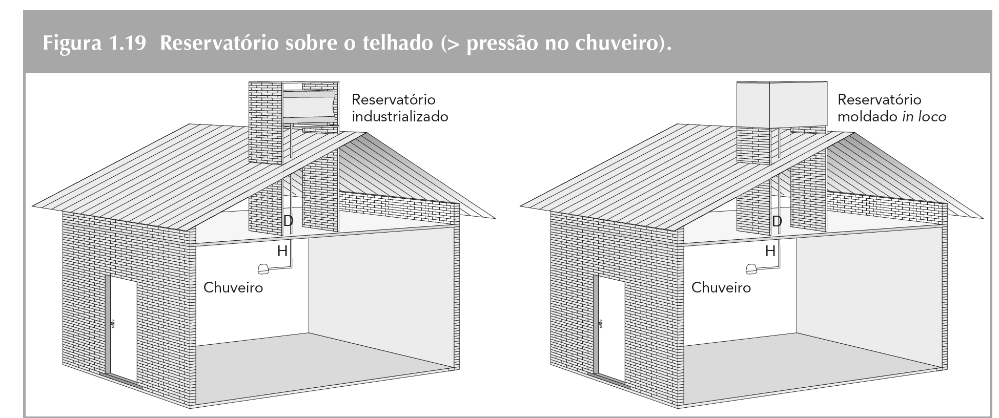 Figura 1.19 Reservatório sobre o telhado (> pressão no chuveiro).
Reservatório
industrializado
D
H
Chuveiro
Reservatório
moldado in loco
D
H
Chuveiro